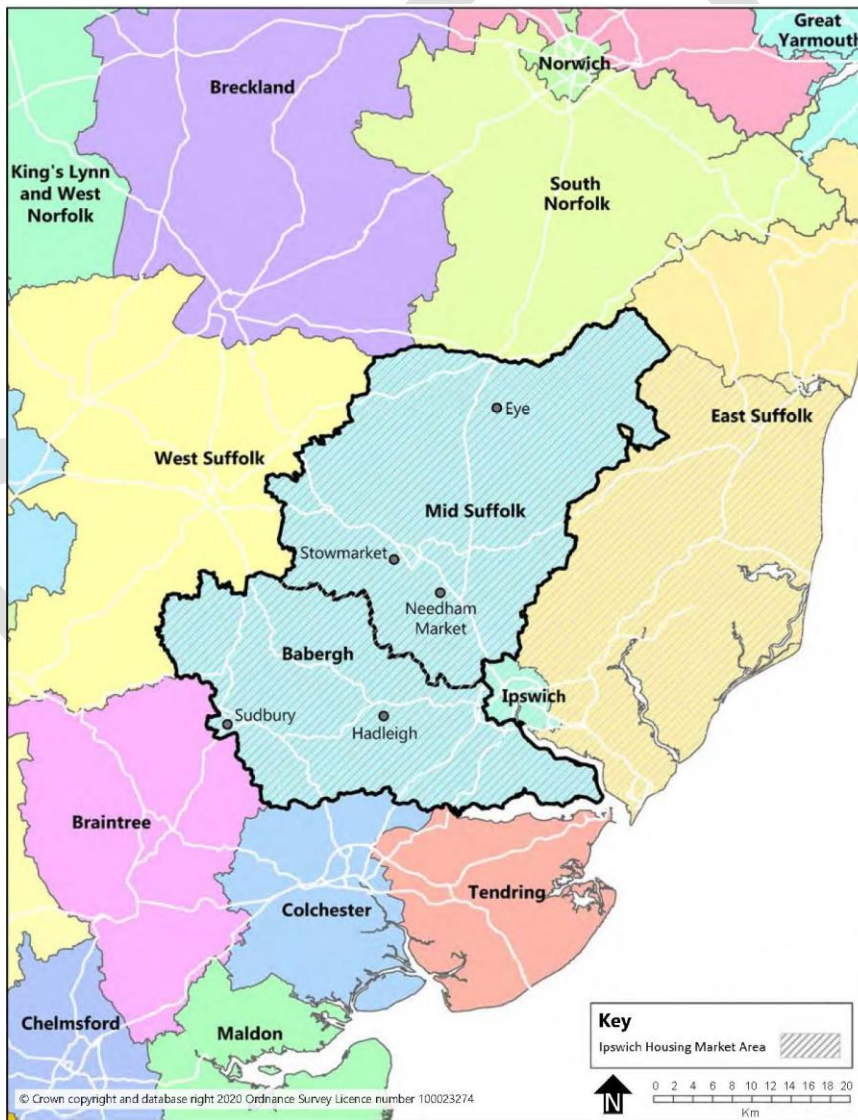 Great
Yarmouth
Norwich
Breckland
King's Lynn
and West
Norfolk
South
Norfolk
Eye
East Suffolk
West Suffolk
Mid Suffolk
Stowmarket
Needham
Market
Babergh
Ipswich
Sudbury
Hadleigh
Braintree
Tendring
Colchester
Chelmsford
Maldon
Key
Ipswich Housing Market Area
N
0 2 4 6 8 10 12 14 16 18 20
Km
© Crown copyright and database right 2020 Ordnance Survey Licence number 100023274